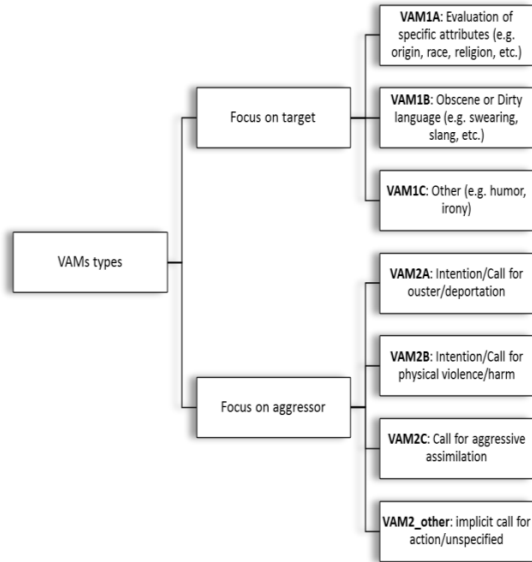 VAMs types
Focus on target
VAM1A: Evaluation of
specific attributes (e.g.
origin, race, religion, etc.)
VAM1B: Obscene or Dirty
language (e.g. swearing,
slang, etc.)
VAM1C: Other (e.g. humor,
irony)
Focus on aggressor
VAM2A: Intention/Call for
ouster/deportation
VAM2B: Intention/Call for
physical violence/harm
VAM2C: Call for aggressive
assimilation
VAM2_other: implicit call for
action/unspecified